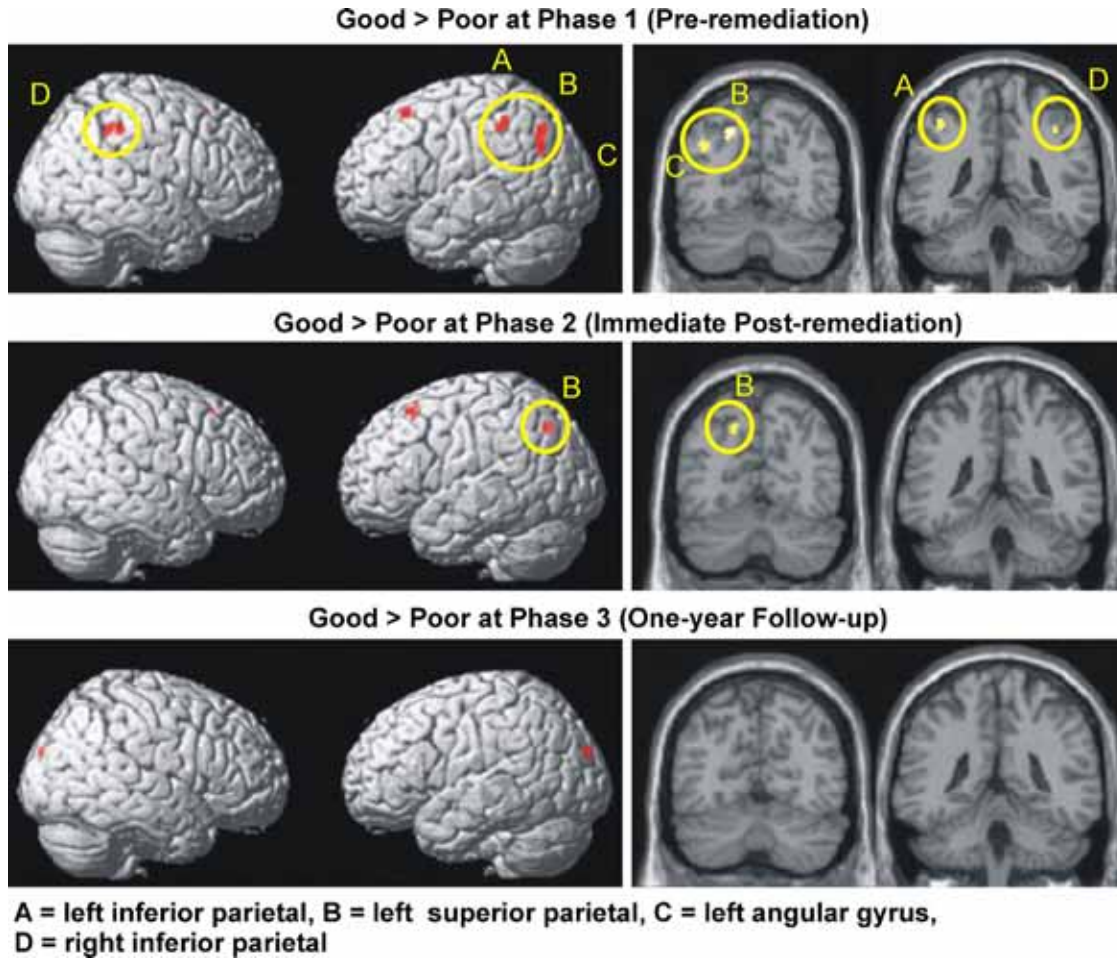 Good > Poor at Phase 1 (Pre-remediation)
D
A
B
C
B
C
A
D
Good > Poor at Phase 2 (Immediate Post-remediation)
B
B
Good > Poor at Phase 3 (One-year Follow-up)
A = left inferior parietal, B = left superior parietal, C = left angular gyrus,
D = right inferior parietal